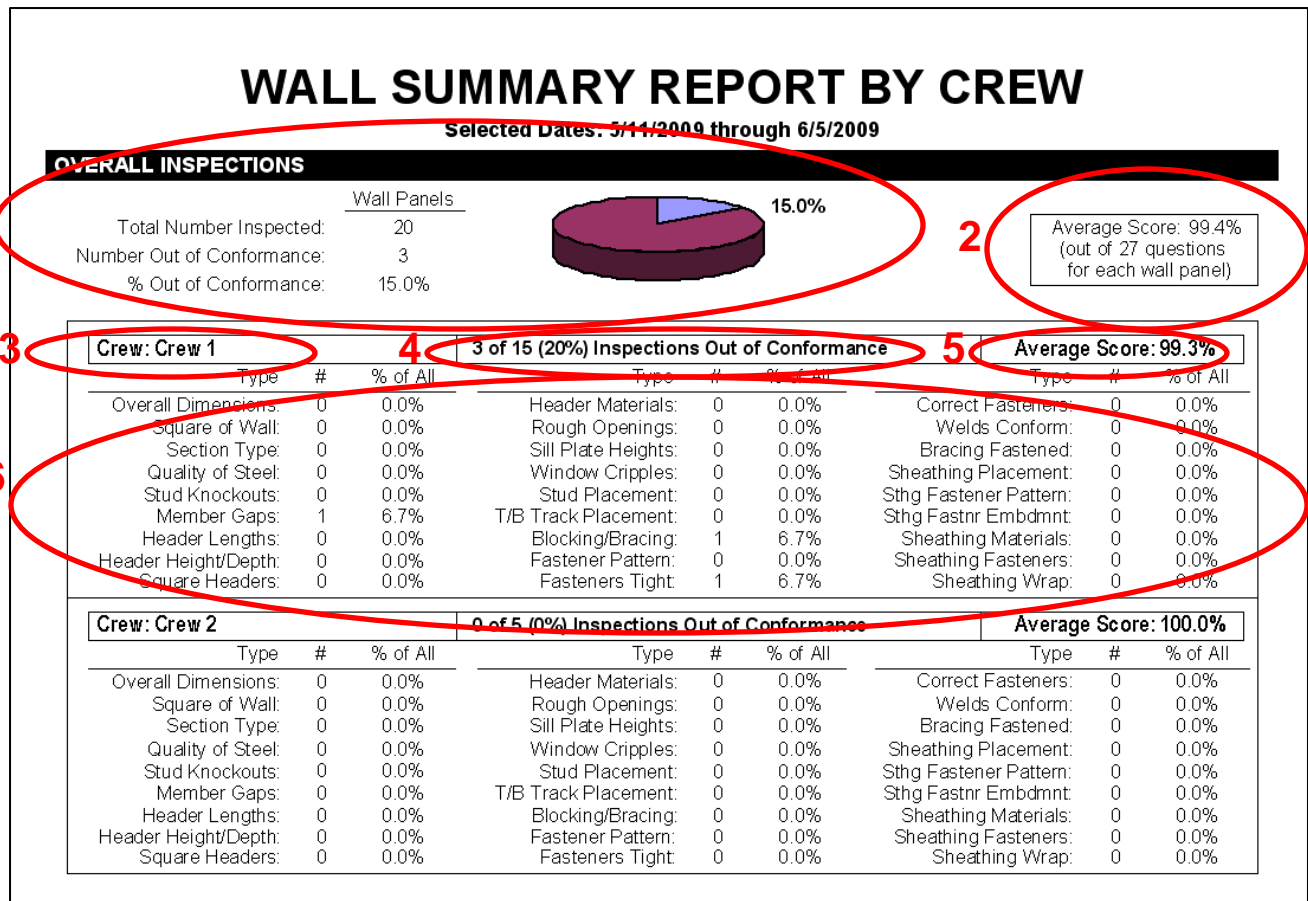 WALL SUMMARY REPORT BY CREW
Selected Dates: 5/11/2009 through 6/5/2009
OVERALL INSPECTIONS
Wall Panels
Total Number Inspected: 20
Number Out of Conformance: 3
% Out of Conformance: 15.0%
15.0%
2
Average Score: 99.4%
(out of 27 questions
for each wall panel)
3 Crew: Crew 1 4 3 of 15 (20%) Inspections Out of Conformance 5 Average Score: 99.3%
Type # % of All Type # % of All Type # % of All
Overall Dimensions: 0 0.0% Header Materials: 0 0.0% Correct Fasteners: 0 0.0%
Square of Wall: 0 0.0% Rough Openings: 0 0.0% Welds Conform: 0 0.0%
Section Type: 0 0.0% Sill Plate Heights: 0 0.0% Bracing Fastened: 0 0.0%
Quality of Steel: 0 0.0% Window Cripples: 0 0.0% Sheathing Placement: 0 0.0%
Stud Knockouts: 0 0.0% Stud Placement: 0 0.0% Sthg Fastener Pattern: 0 0.0%
Member Gaps: 1 6.7% T/B Track Placement: 0 0.0% Sthg Fastnr Embdmnt: 0 0.0%
Header Lengths: 0 0.0% Blocking/Bracing: 1 6.7% Sheathing Materials: 0 0.0%
Header Height/Depth: 0 0.0% Fastener Pattern: 0 0.0% Sheathing Fasteners: 0 0.0%
Square Headers: 0 0.0% Fasteners Tight: 1 6.7% Sheathing Wrap: 0 0.0%
Crew: Crew 2 0 of 5 (0%) Inspections Out of Conformance Average Score: 100.0%
Type # % of All Type # % of All Type # % of All
Overall Dimensions: 0 0.0% Header Materials: 0 0.0% Correct Fasteners: 0 0.0%
Square of Wall: 0 0.0% Rough Openings: 0 0.0% Welds Conform: 0 0.0%
Section Type: 0 0.0% Sill Plate Heights: 0 0.0% Bracing Fastened: 0 0.0%
Quality of Steel: 0 0.0% Window Cripples: 0 0.0% Sheathing Placement: 0 0.0%
Stud Knockouts: 0 0.0% Stud Placement: 0 0.0% Sthg Fastener Pattern: 0 0.0%
Member Gaps: 0 0.0% T/B Track Placement: 0 0.0% Sthg Fastnr Embdmnt: 0 0.0%
Header Lengths: 0 0.0% Blocking/Bracing: 0 0.0% Sheathing Materials: 0 0.0%
Header Height/Depth: 0 0.0% Fastener Pattern: 0 0.0% Sheathing Fasteners: 0 0.0%
Square Headers: 0 0.0% Fasteners Tight: 0 0.0% Sheathing Wrap: 0 0.0%